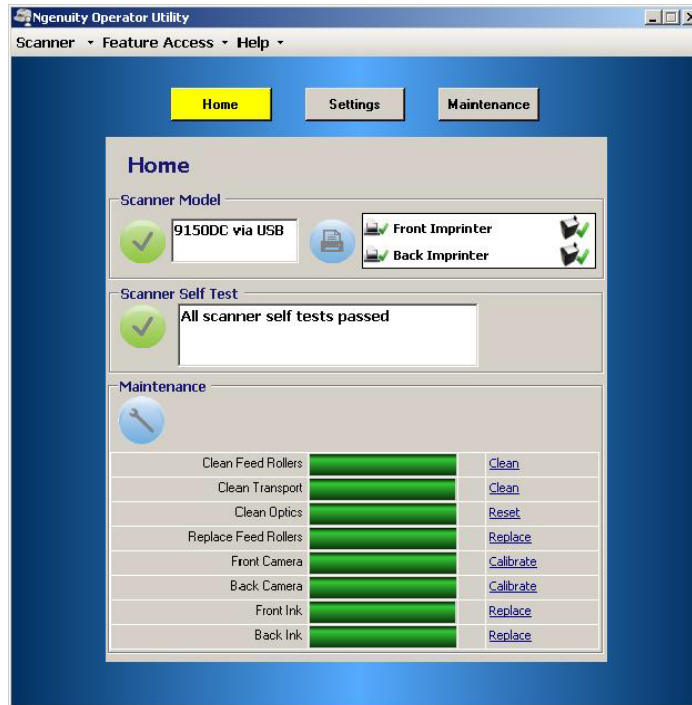 Ngenuity Operator Utility
Scanner Feature Access Help
Home Settings Maintenance
Home
Scanner Model
9150DC via USB
Front Imprinter
Back Imprinter
Scanner Self Test
All scanner self tests passed
Maintenance
Clean Feed Rollers Clean
Clean Transport Clean
Clean Optics Reset
Replace Feed Rollers Replace
Front Camera Calibrate
Back Camera Calibrate
Front Ink Replace
Back Ink Replace